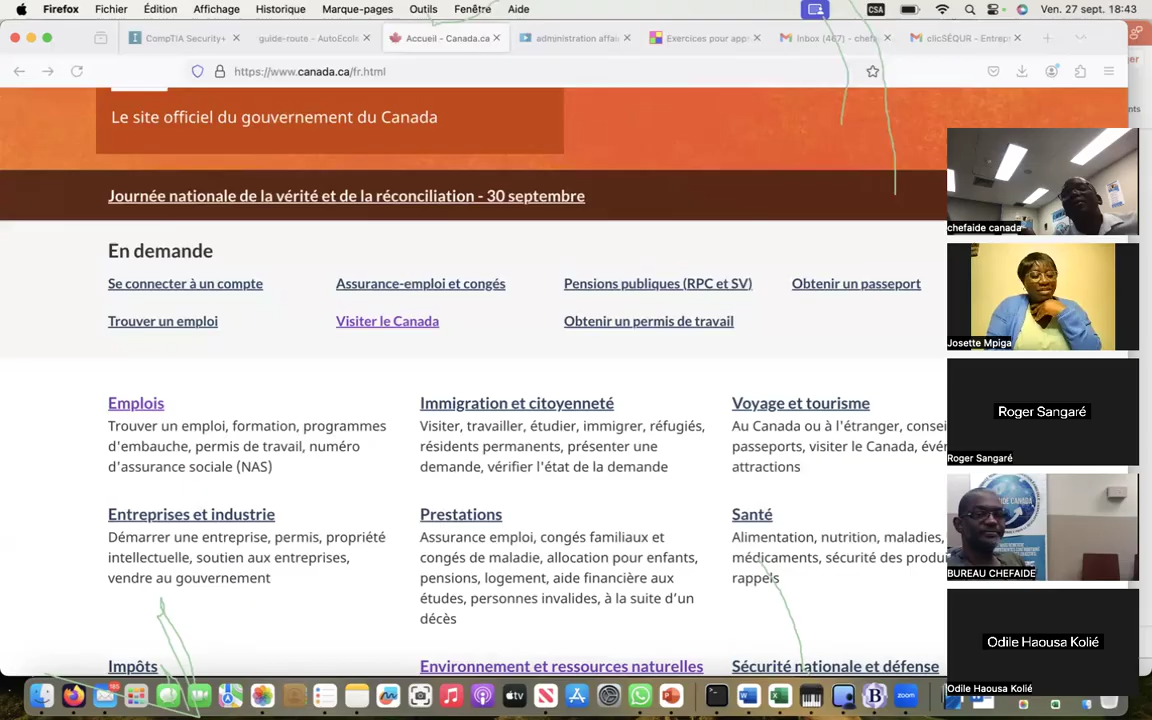 Firefox Fichier Édition Affichage Historique Marque-pages Outils Fenêtre Aide CSA Ven. 27 sept. 18:43
CompTIA Security+ guide-route - AutoEcole Accueil - Canada.ca administration affai Exercices pour app Inbox (467) - chefa clicSÉQUR - Entrep
https://www.canada.ca/fr.html
Le site officiel du gouvernement du Canada
Journée nationale de la vérité et de la réconciliation - 30 septembre
En demande
Se connecter à un compte Assurance-emploi et congés Pensions publiques (RPC et SV) Obtenir un passeport
Trouver un emploi Visiter le Canada Obtenir un permis de travail
Emplois
Trouver un emploi, formation, programmes
d'embauche, permis de travail, numéro
d'assurance sociale (NAS)
Immigration et citoyenneté
Visiter, travailler, étudier, immigrer, réfugiés,
résidents permanents, présenter une
demande, vérifier l'état de la demande
Voyage et tourisme
Au Canada ou à l'étranger, consei
passeports, visiter le Canada, évér
attractions
Entreprises et industrie
Démarrer une entreprise, permis, propriété
intellectuelle, soutien aux entreprises,
vendre au gouvernement
Prestations
Assurance emploi, congés familiaux et
congés de maladie, allocation pour enfants,
pensions, logement, aide financière aux
études, personnes invalides, à la suite d'un
décès
Santé
Alimentation, nutrition, maladies,
médicaments, sécurité des produ
rappels
Impôts Environnement et ressources naturelles Sécurité nationale et défense
chefaide canada
Josette Mpiga
Roger Sangaré
Roger Sangaré
BUREAU CHEFAIDE
Odile Haousa Kolié
Odile Haousa Kolié
zoom